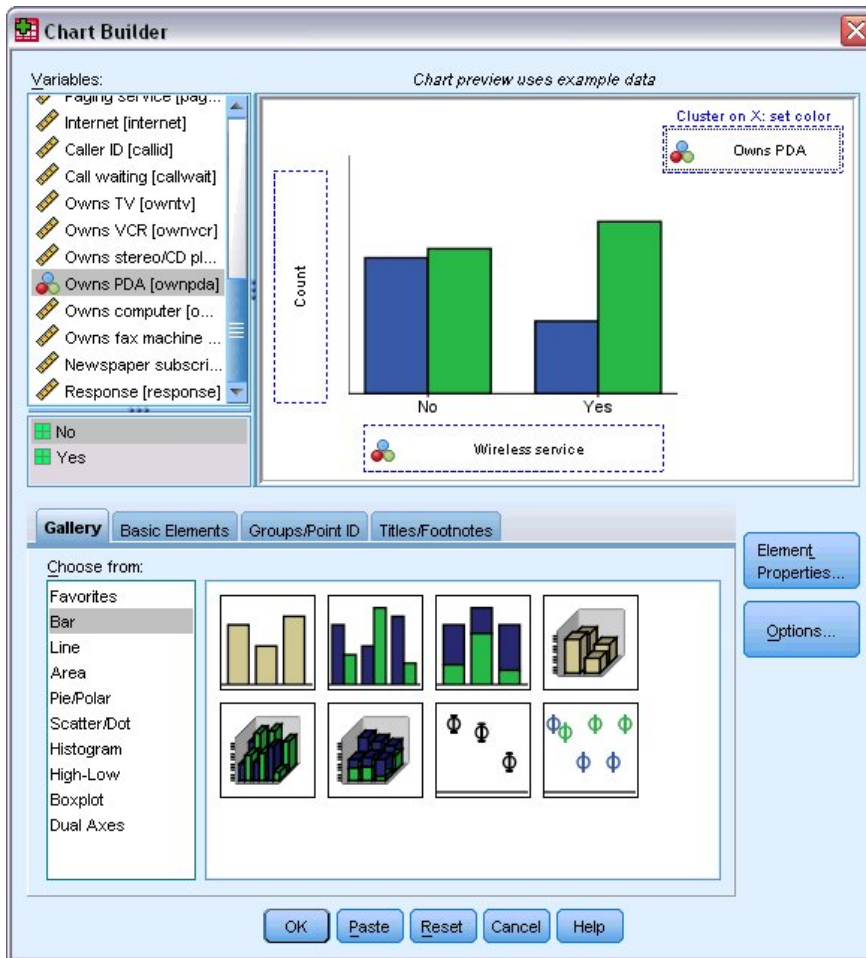 Chart Builder
Variables:
Chart preview uses example data
Paging service [pag...
Internet [internet]
Caller ID [callid]
Call waiting [callwait]
Owns TV [owntv]
Owns VCR [ownvcr]
Owns stereo/CD pl...
Owns PDA [ownpda]
Owns computer [o...
Owns fax machine ...
Newspaper subscri...
Response [response]
No
Yes
Cluster on X: set color
Owns PDA
Count
No
Yes
Wireless service
Gallery
Basic Elements
Groups/Point ID
Titles/Footnotes
Choose from:
Favorites
Bar
Line
Area
Pie/Polar
Scatter/Dot
Histogram
High-Low
Boxplot
Dual Axes
Element
Properties...
Options...
OK
Paste
Reset
Cancel
Help